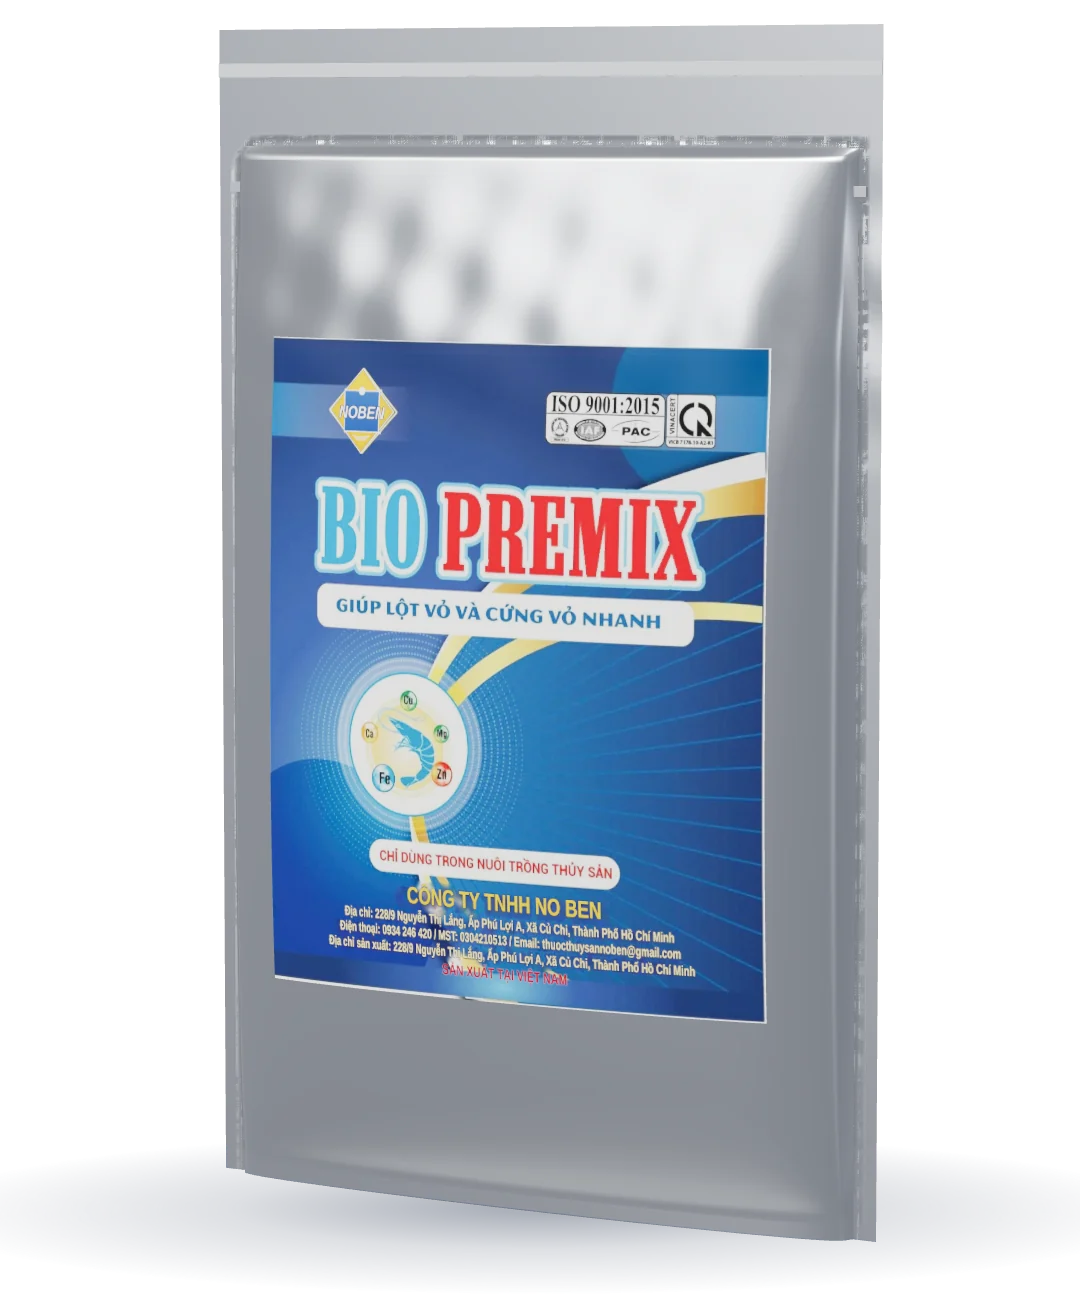 NOBEN
ISO 9001:2015
IAF
PAC
VINACERT
BIO PREMIX
GIÚP LỘT VỎ VÀ CỨNG VỎ NHANH
Cu
Ca
Mg
Fe
Zn
CHỈ DÙNG TRONG NUÔI TRỒNG THỦY SẢN
CÔNG TY TNHH NO BEN
Địa chỉ: 228/9 Nguyễn Thị Lắng, Ấp Phú Lợi A, Xã Củ Chi, Thành Phố Hồ Chí Minh
Điện thoại: 0934 246 420 / MST: 0304210513 / Email: thuocthuysannoben@gmail.com
Địa chỉ sản xuất: 228/9 Nguyễn Thị Lắng, Ấp Phú Lợi A, Xã Củ Chi, Thành Phố Hồ Chí Minh
SẢN XUẤT TẠI VIỆT NAM